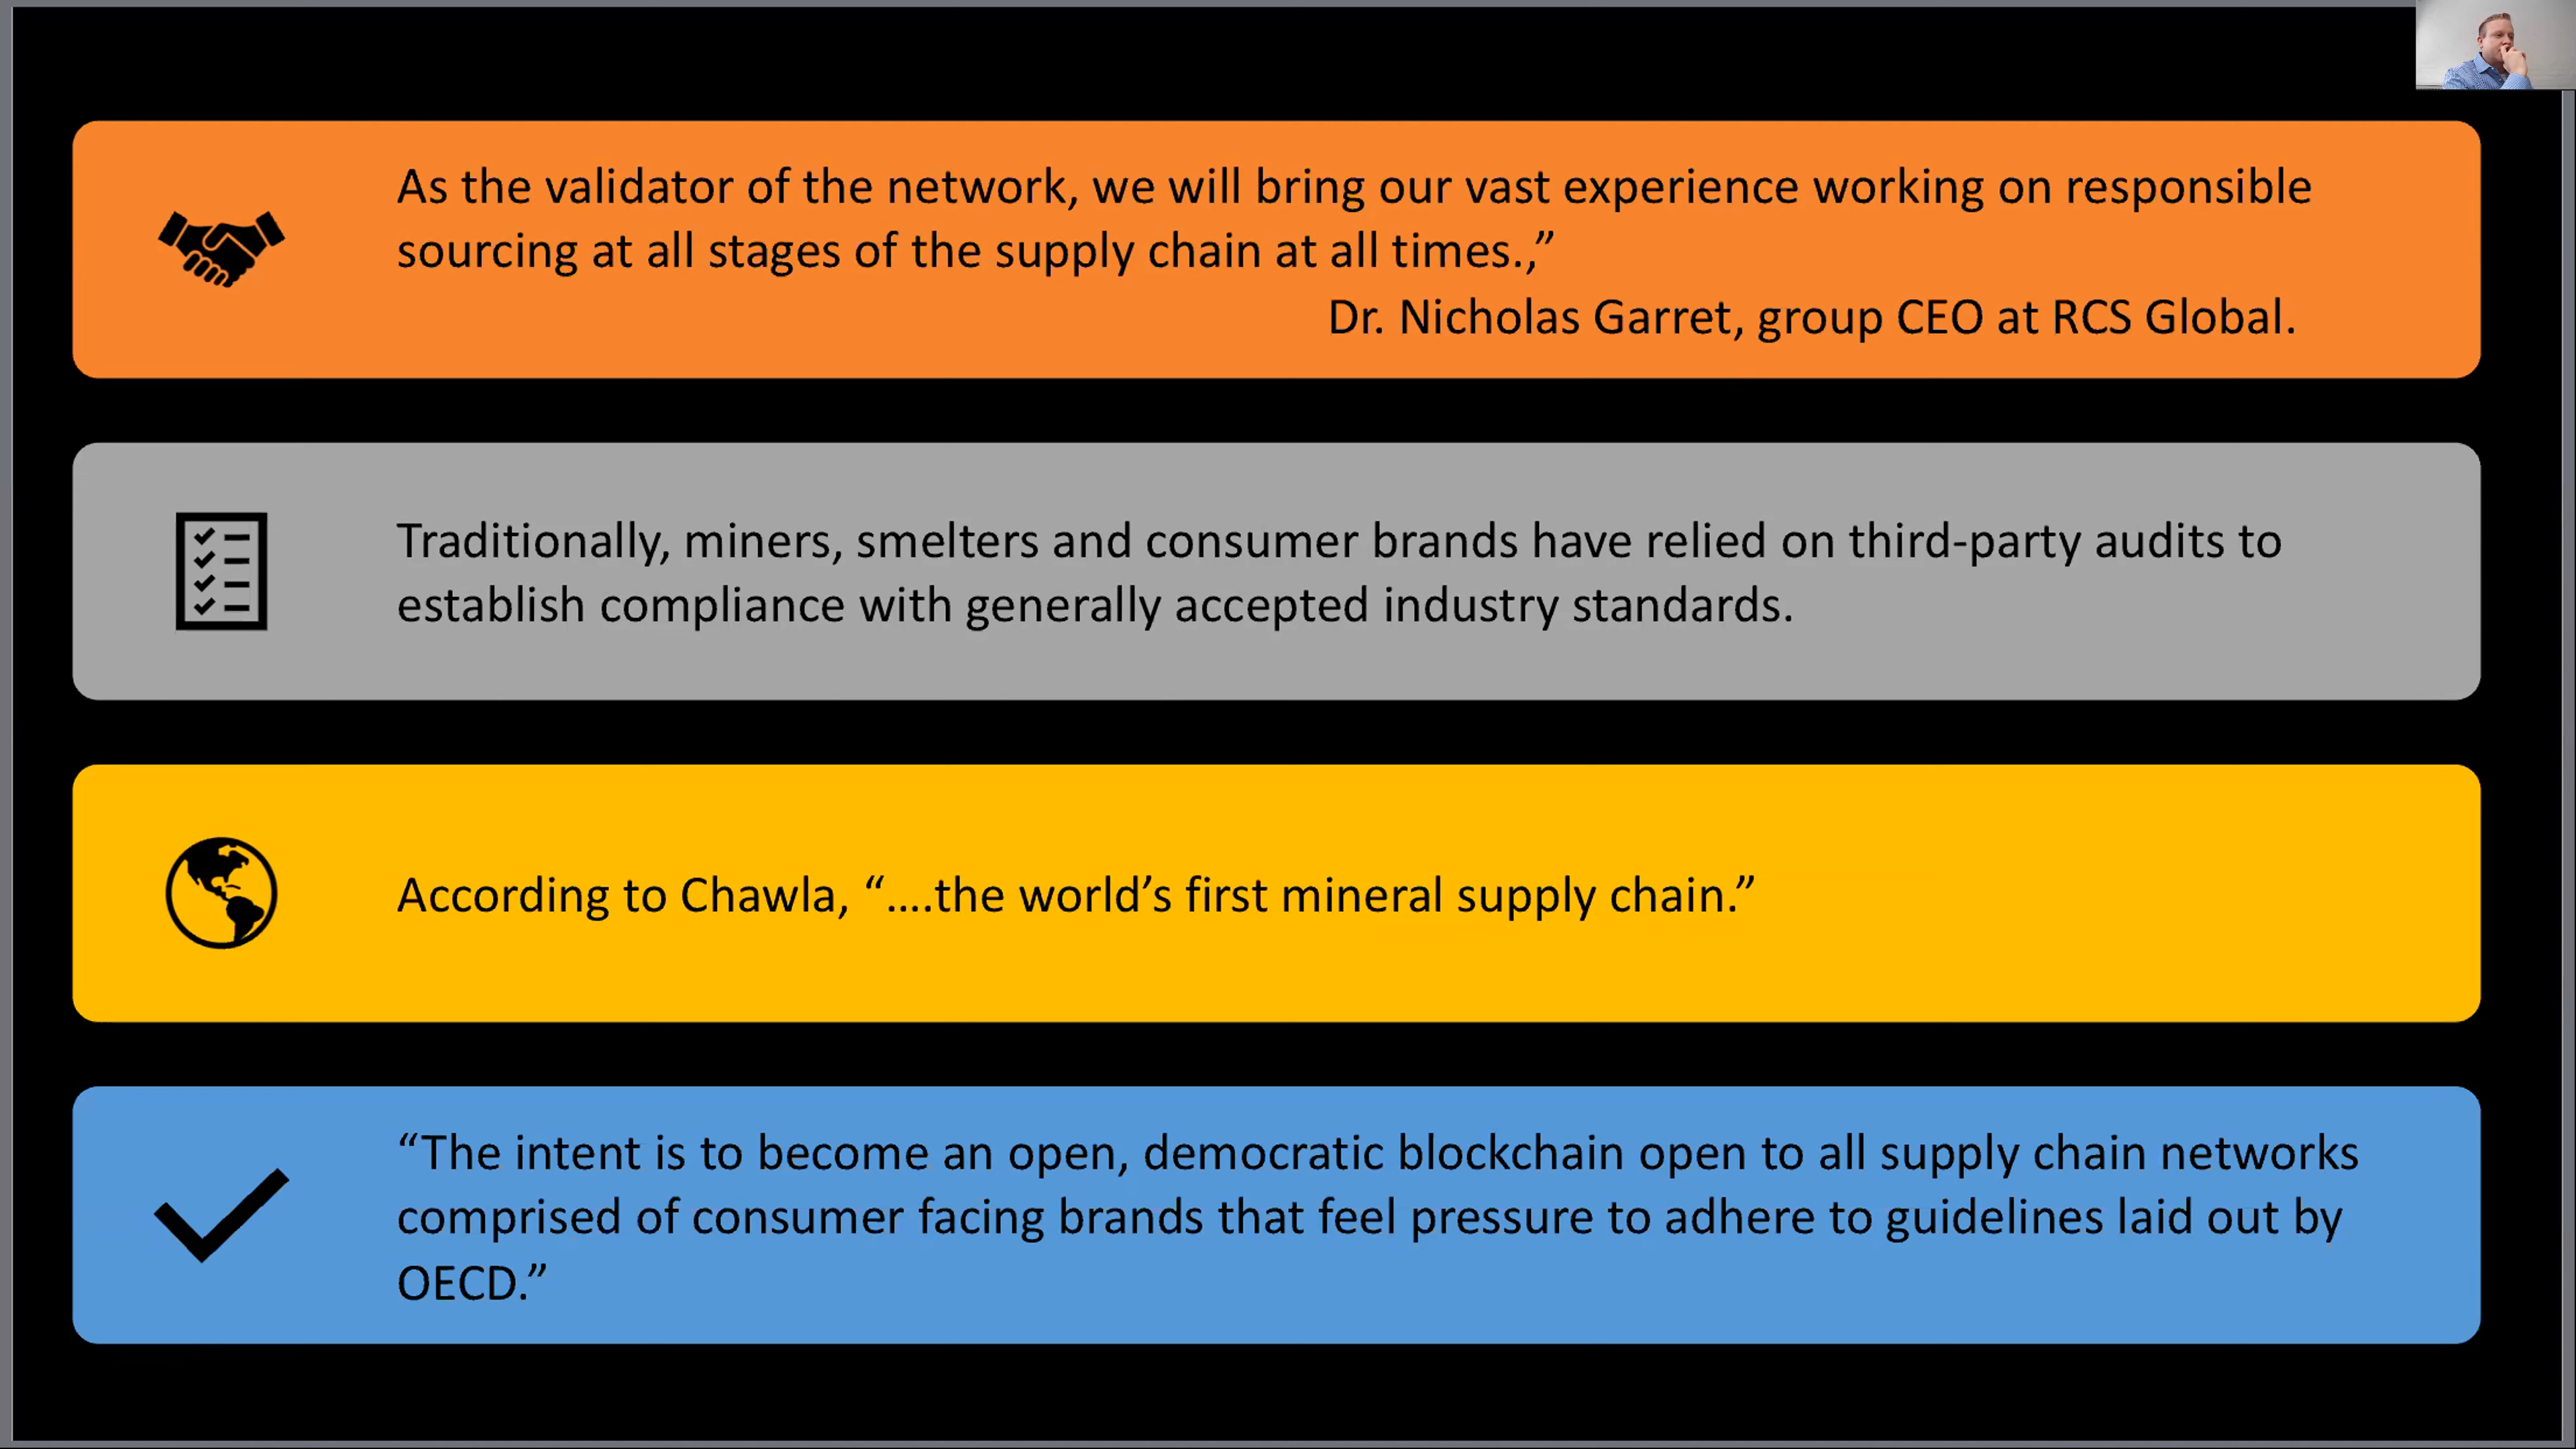 As the validator of the network, we will bring our vast experience working on responsible
sourcing at all stages of the supply chain at all times.,”
Dr. Nicholas Garret, group CEO at RCS Global.
Traditionally, miners, smelters and consumer brands have relied on third-party audits to
establish compliance with generally accepted industry standards.
According to Chawla, “….the world’s first mineral supply chain.”
“The intent is to become an open, democratic blockchain open to all supply chain networks
comprised of consumer facing brands that feel pressure to adhere to guidelines laid out by
OECD.”